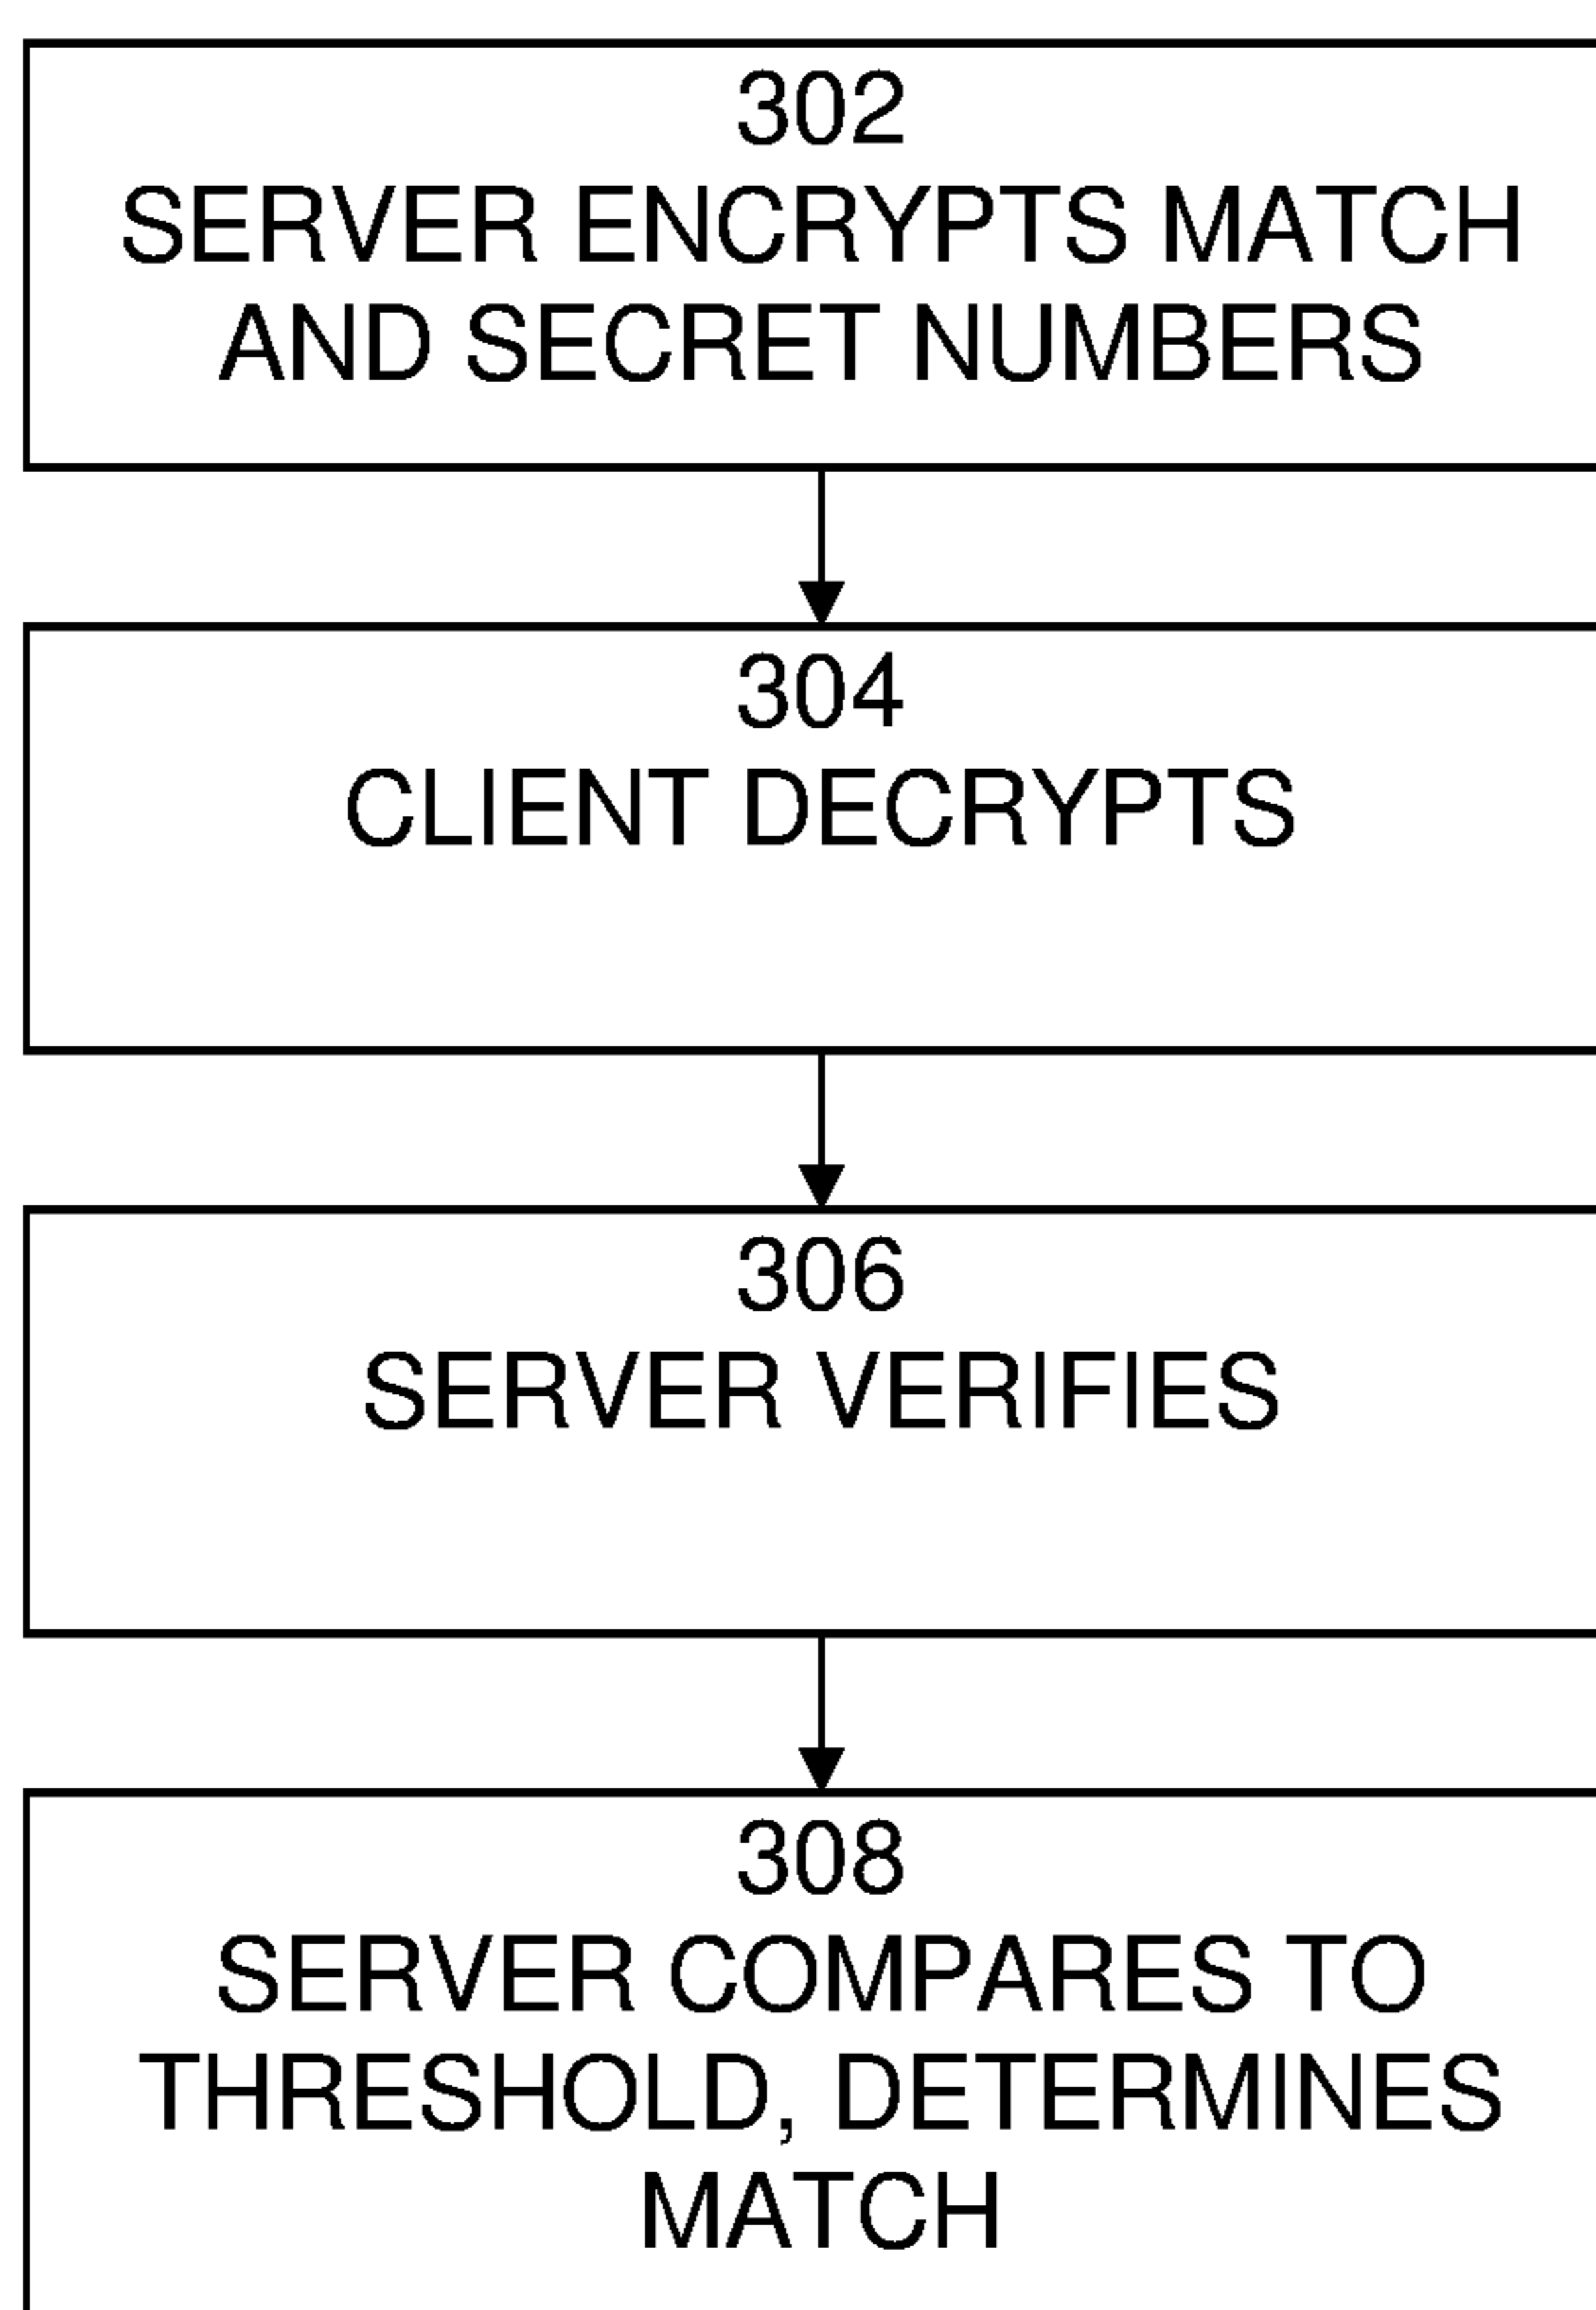 302
SERVER ENCRYPTS MATCH
AND SECRET NUMBERS
304
CLIENT DECRYPTS
306
SERVER VERIFIES
308
SERVER COMPARES TO
THRESHOLD, DETERMINES
MATCH